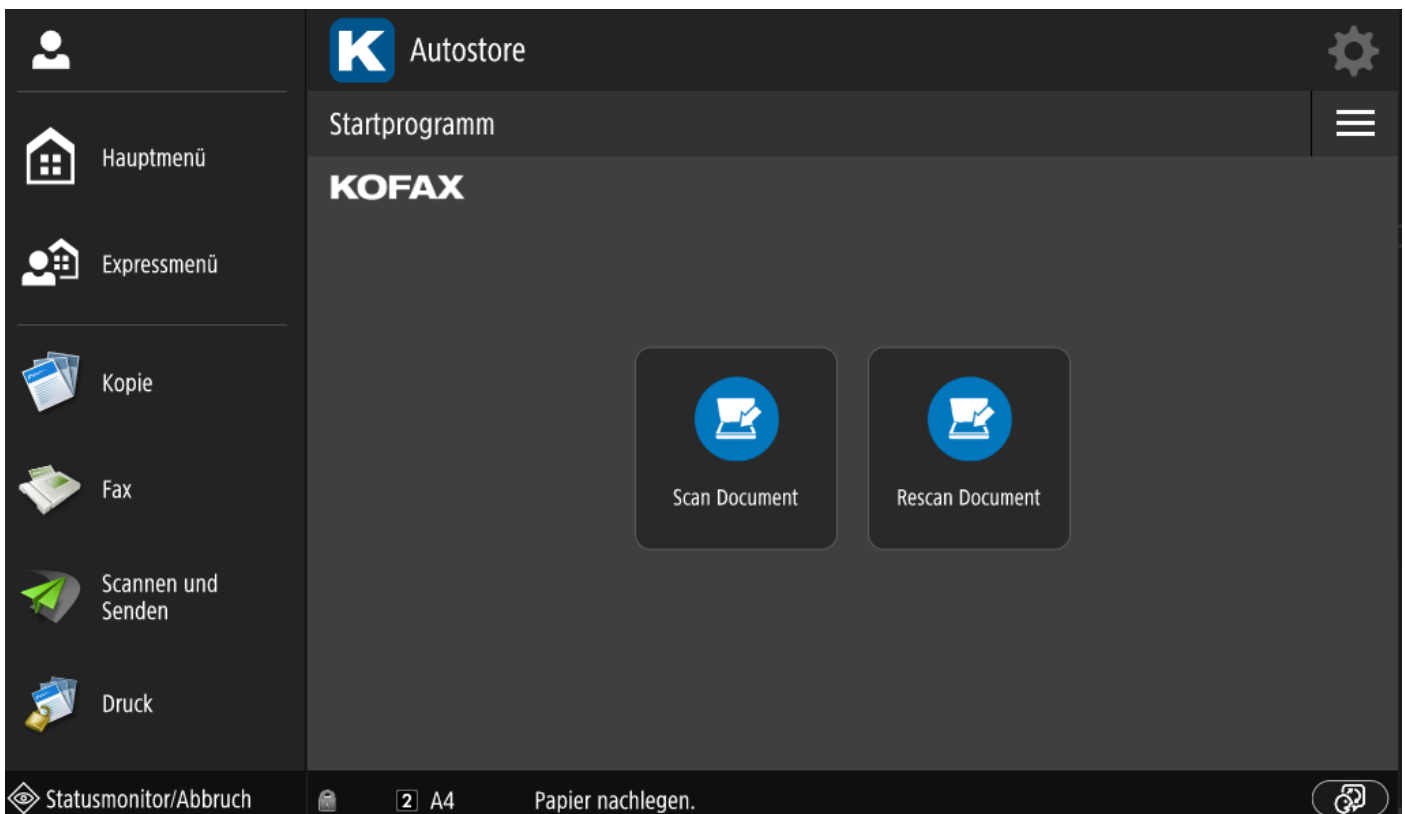 K Autostore
Startprogramm
KOFAX
Hauptmenü
Expressmenü
Kopie
Fax
Scannen und
Senden
Druck
Scan Document
Rescan Document
Statusmonitor/Abbruch
2 A4 Papier nachlegen.